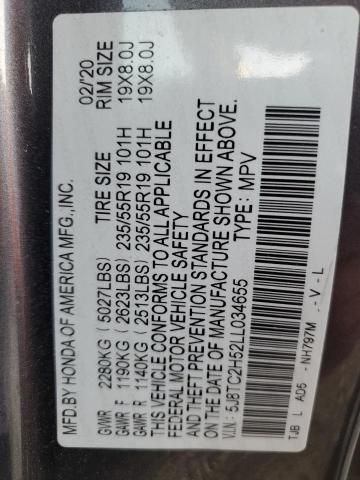 MFD.BY HONDA OF AMERICA MFG., INC. 02/20
TIRE SIZE RIM SIZE
GVWR 2280KG (5027LBS)
GAWR F 1190KG (2623LBS) 235/55R19 101H 19X8.0J
GAWR R 1140KG (2513LBS) 235/55R19 101H 19X8.0J
THIS VEHICLE CONFORMS TO ALL APPLICABLE
FEDERAL MOTOR VEHICLE SAFETY
AND THEFT PREVENTION STANDARDS IN EFFECT
ON THE DATE OF MANUFACTURE SHOWN ABOVE.
V.I.N.: 5J8TC2H52LL034655 TYPE: MPV
TJB L AD5 - NH797M - V - L